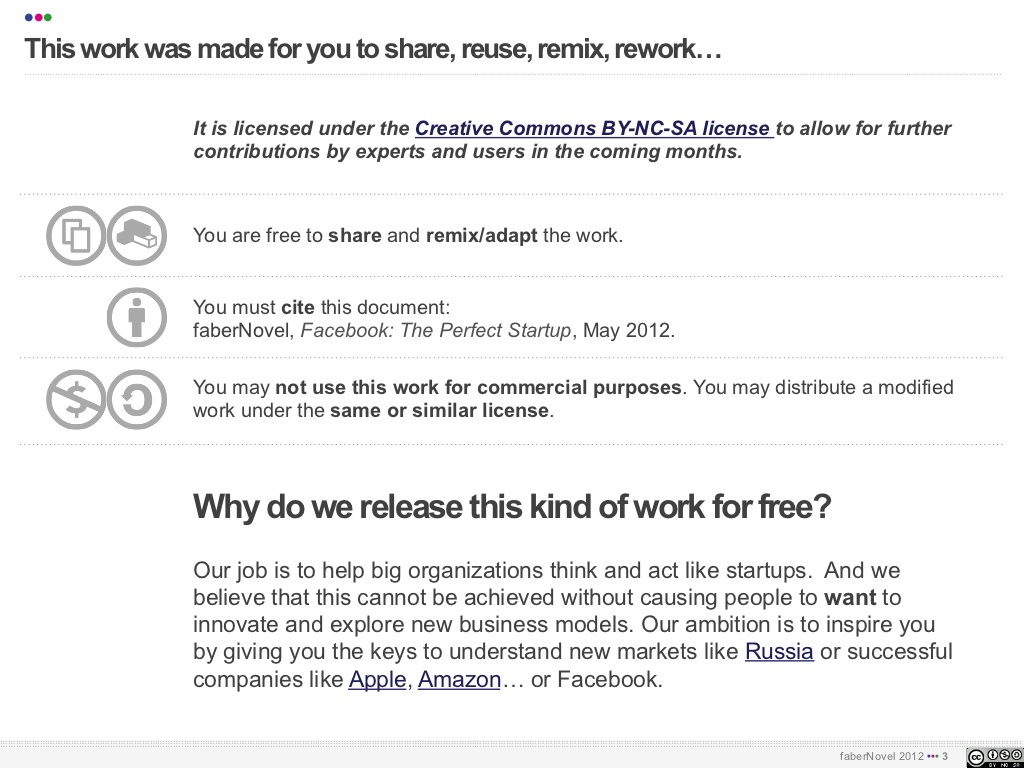 This work was made for you to share, reuse, remix, rework…
It is licensed under the Creative Commons BY-NC-SA license to allow for further
contributions by experts and users in the coming months.
You are free to share and remix/adapt the work.
You must cite this document:
faberNovel, Facebook: The Perfect Startup, May 2012.
$
You may not use this work for commercial purposes. You may distribute a modified
work under the same or similar license.
Why do we release this kind of work for free?
Our job is to help big organizations think and act like startups.  And we
believe that this cannot be achieved without causing people to want to
innovate and explore new business models. Our ambition is to inspire you
by giving you the keys to understand new markets like Russia or successful
companies like Apple, Amazon… or Facebook.
faberNovel 2012 ••• 3
cc $
BY NC SA